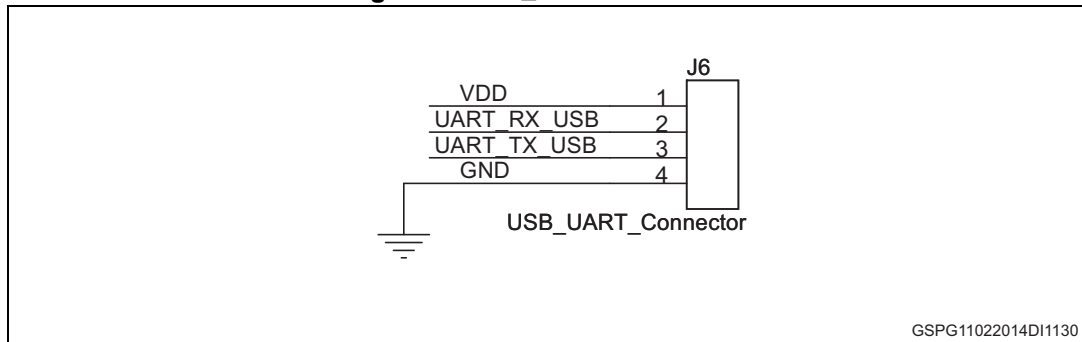 J6
VDD 1
UART_RX_USB 2
UART_TX_USB 3
GND 4
USB_UART_Connector
GSPG11022014DI1130